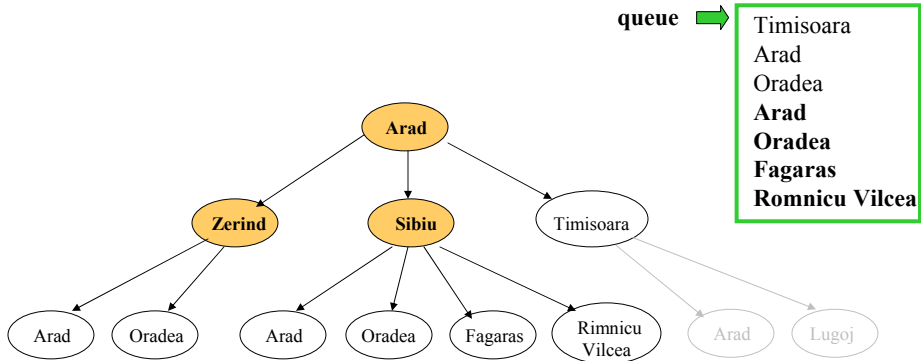 queue
Timisoara
Arad
Oradea
Arad
Oradea
Fagaras
Romnicu Vilcea
Arad
Zerind
Sibiu
Timisoara
Arad
Oradea
Arad
Oradea
Fagaras
Rimnicu
Vilcea
Arad
Lugoj